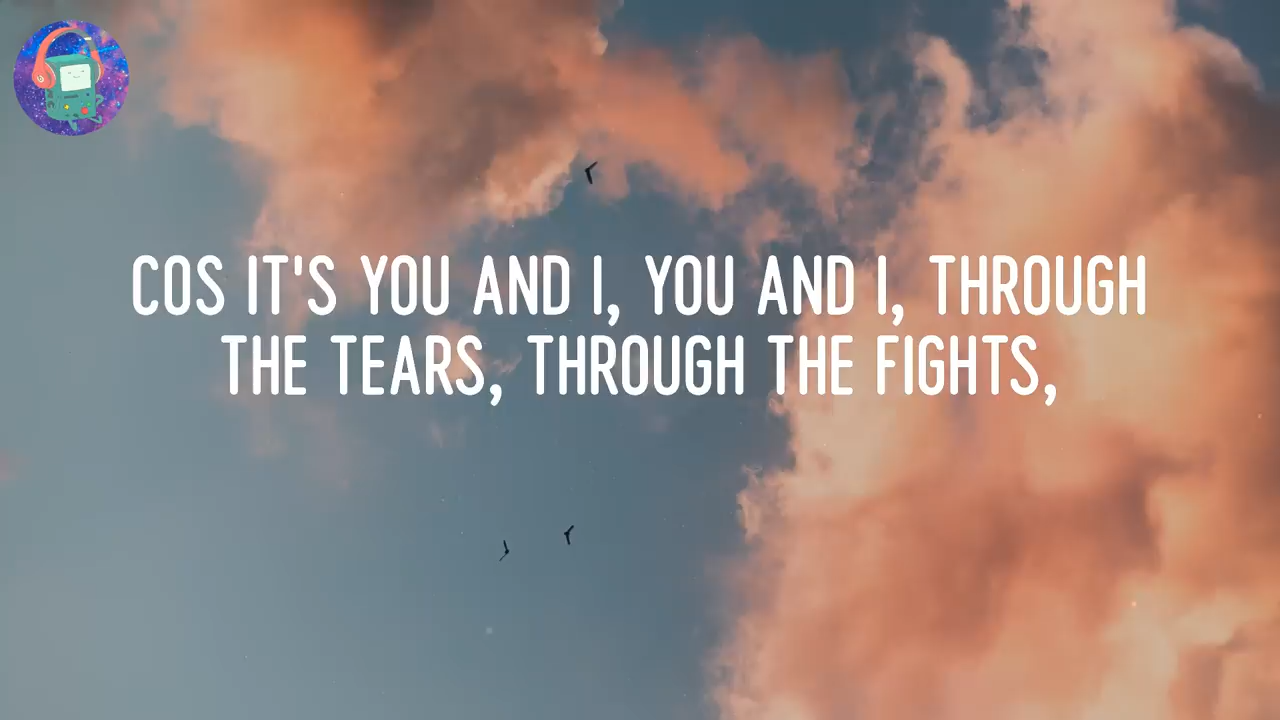 COS IT'S YOU AND I, YOU AND I, THROUGH
THE TEARS, THROUGH THE FIGHTS,